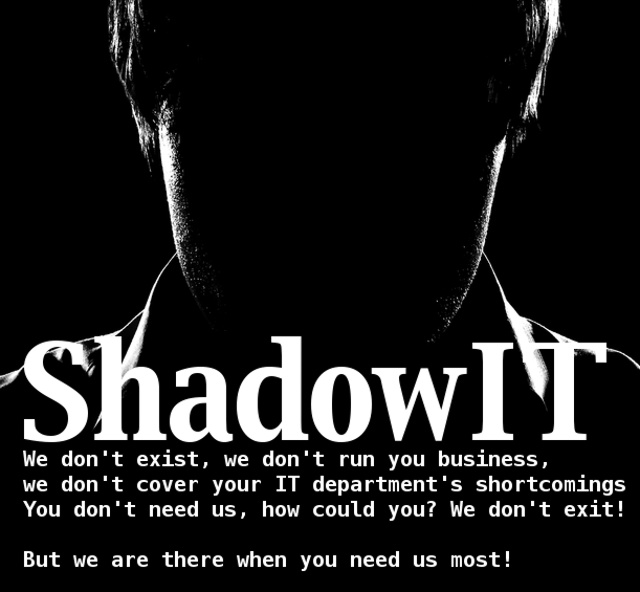 ShadowIT
We don't exist, we don't run you business,
we don't cover your IT department's shortcomings
You don't need us, how could you? We don't exit!
But we are there when you need us most!